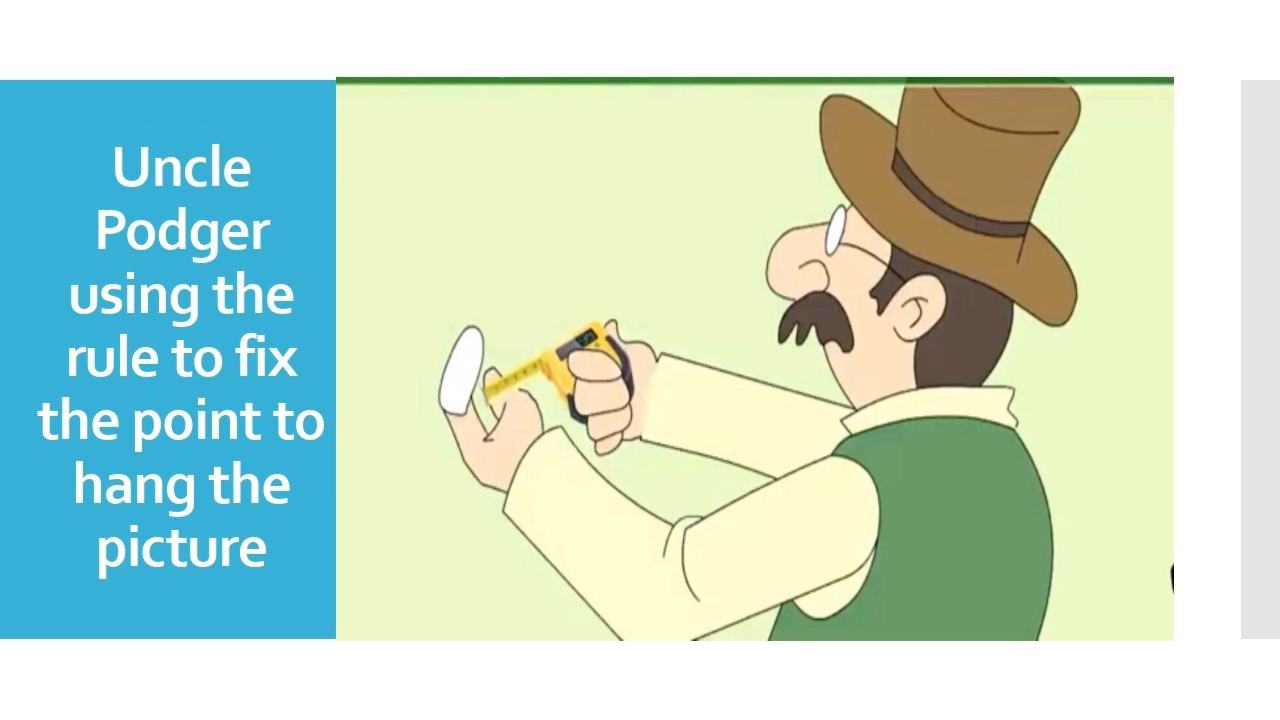 Uncle
Podger
using the
rule to fix
the point to
hang the
picture